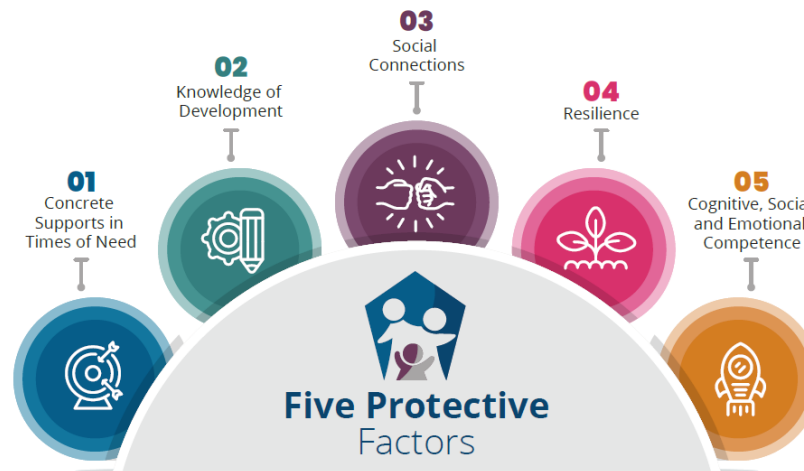 01
Concrete
Supports in
Times of Need
02
Knowledge of
Development
03
Social
Connections
04
Resilience
05
Cognitive, Socia
and Emotional
Competence
Five Protective
Factors